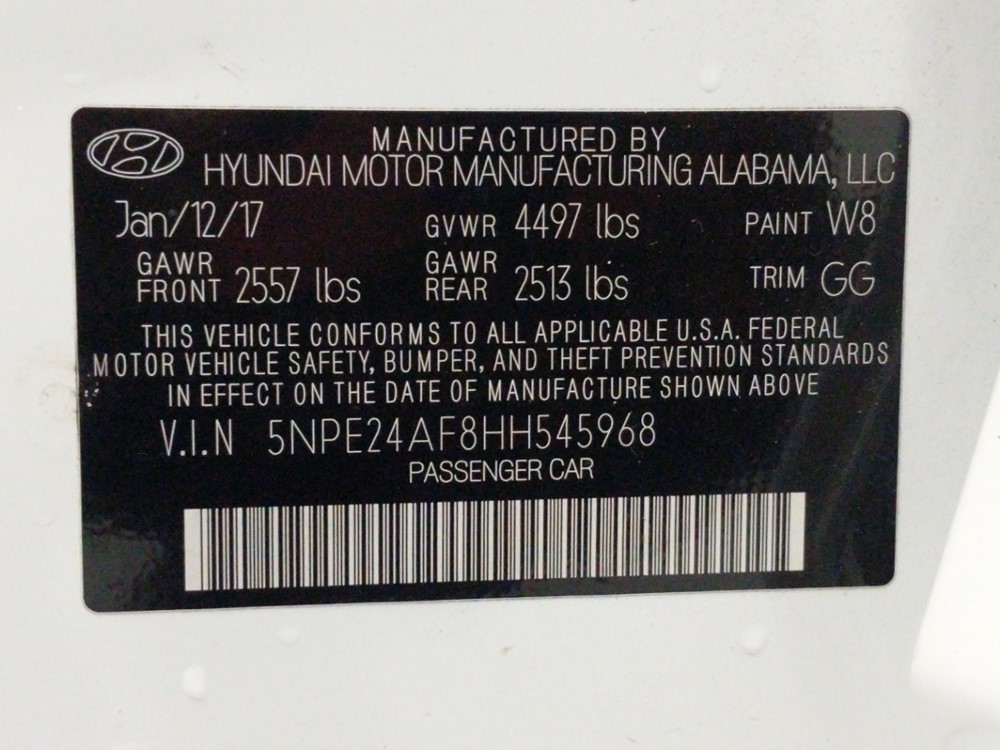 MANUFACTURED BY
HYUNDAI MOTOR MANUFACTURING ALABAMA, LLC
Jan/12/17 GVWR 4497 lbs PAINT W8
GAWR FRONT 2557 lbs GAWR REAR 2513 lbs TRIM GG
THIS VEHICLE CONFORMS TO ALL APPLICABLE U.S.A. FEDERAL
MOTOR VEHICLE SAFETY, BUMPER, AND THEFT PREVENTION STANDARDS
IN EFFECT ON THE DATE OF MANUFACTURE SHOWN ABOVE
V.I.N 5NPE24AF8HH545968
PASSENGER CAR